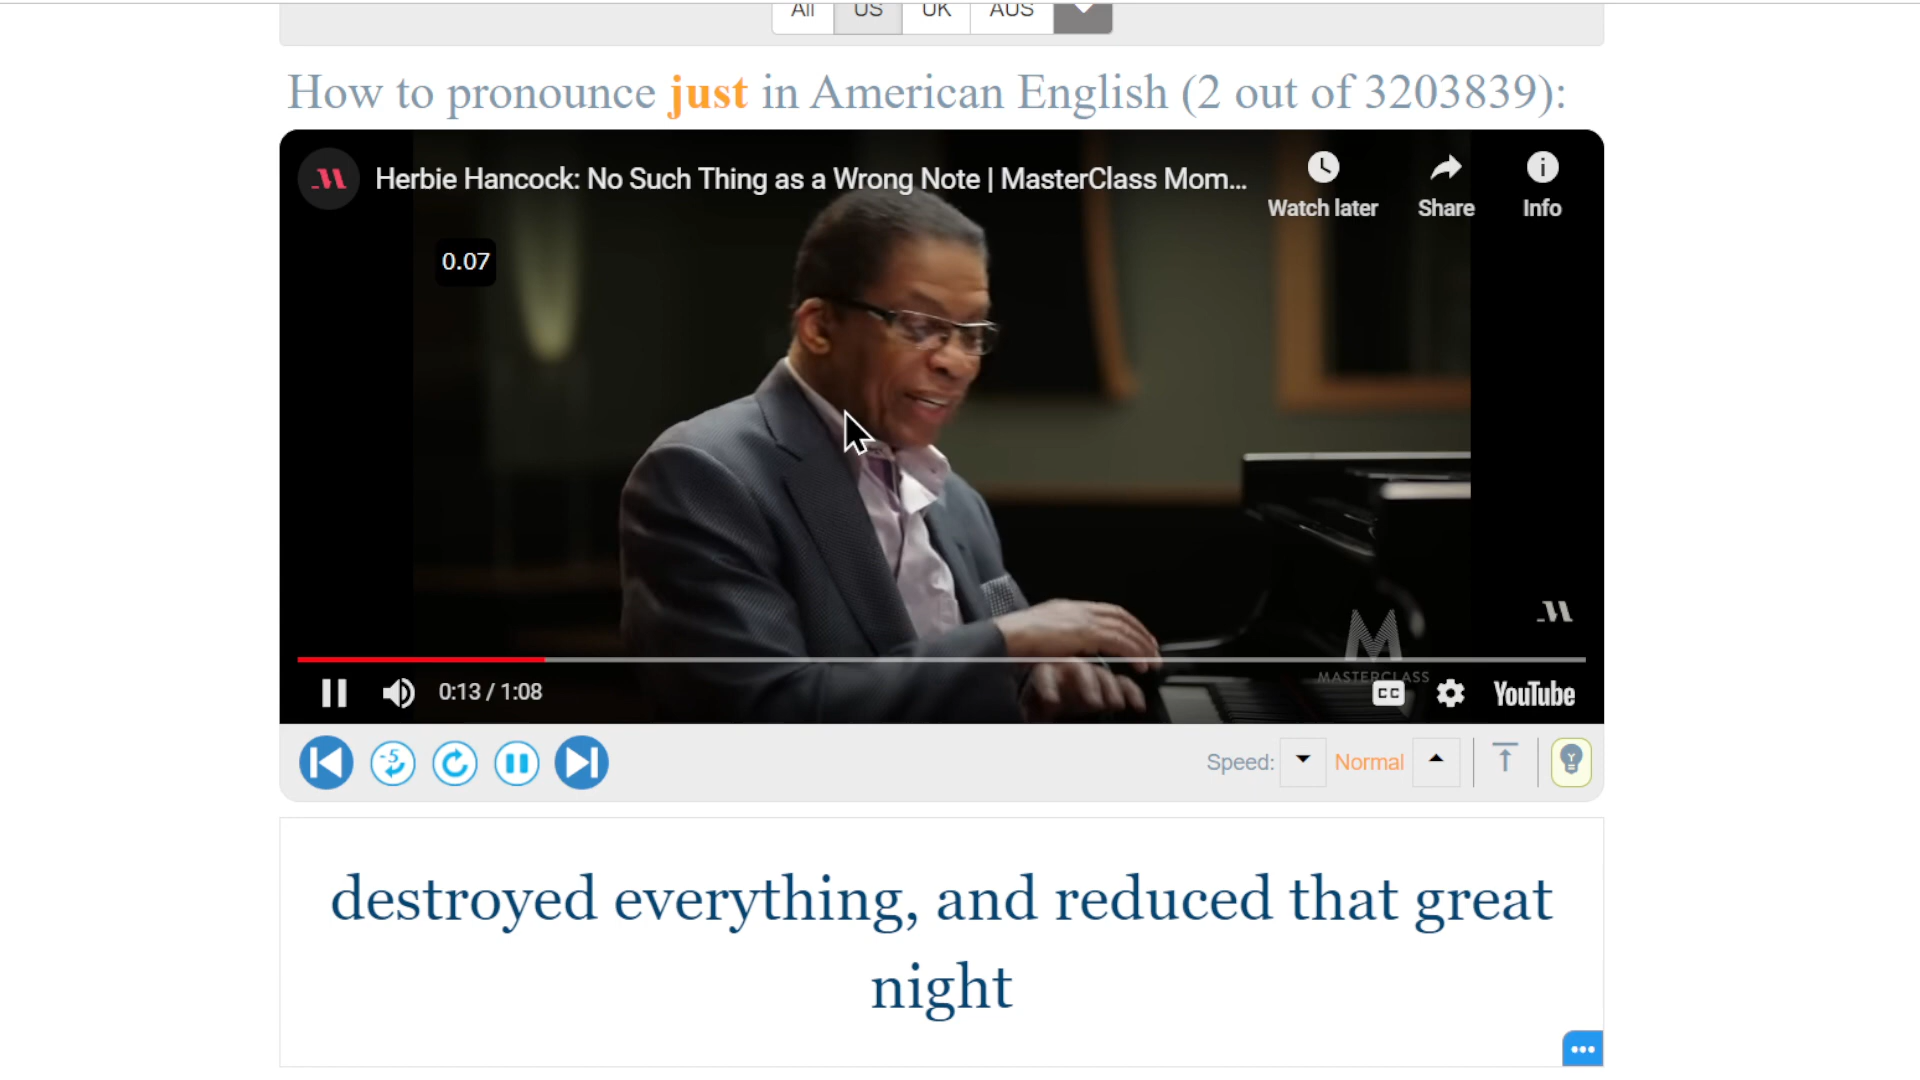 All US UK AUS
How to pronounce just in American English (2 out of 3203839):
Herbie Hancock: No Such Thing as a Wrong Note | MasterClass Mom...
Watch later Share Info
0.07
MASTERCLASS
0:13 / 1:08
CC
YouTube
-5
Speed: Normal
destroyed everything, and reduced that great
night